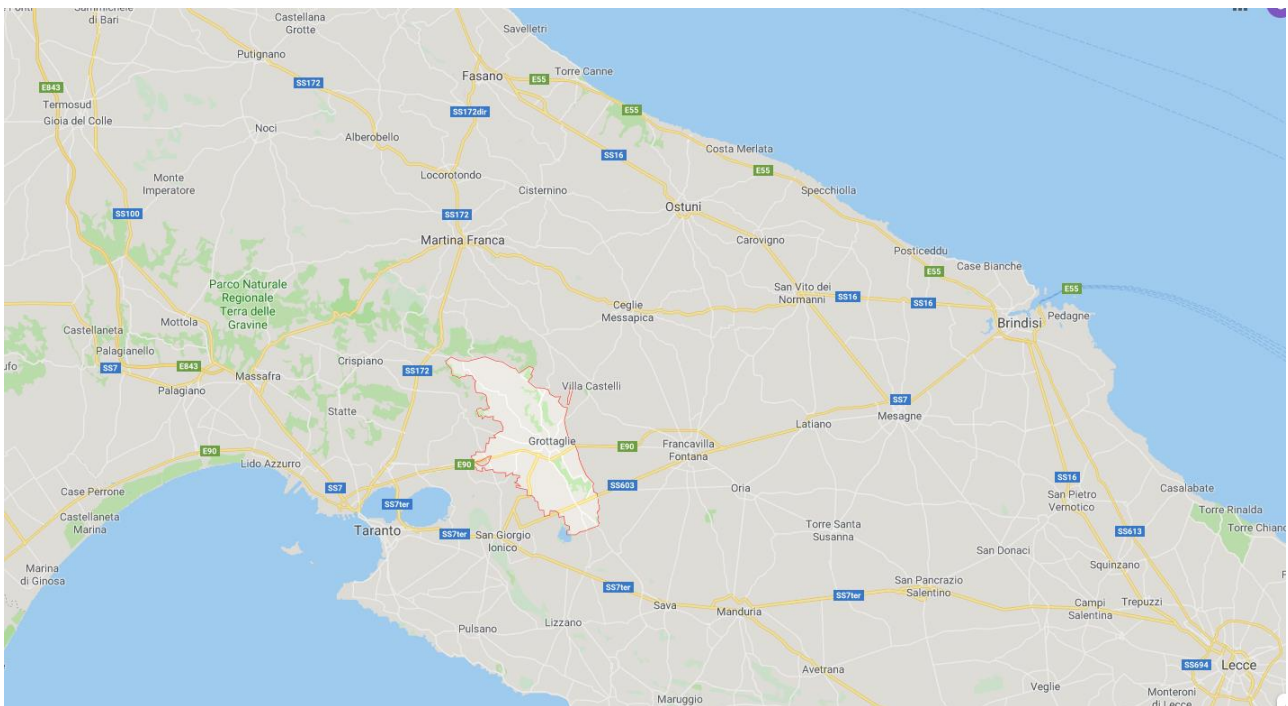 di Bari
Castellana
Grotte
Savelletri
Putignano
Fasano
E55
Torre Canne
E843
SS172
Termosud
SS172dir
E55
Gioia del Colle
Noci
Alberobello
Costa Merlata
SS16
Monte
Imperatore
Locorotondo
E55
Cisternino
Specchiolla
SS100
SS172
Ostuni
Martina Franca
Carovigno
Posticeddu
Case Bianche
E55
Parco Naturale
Regionale
Terra delle
Gravine
San Vito dei
Normanni
SS16
SS16
E55
Ceglie
Messapica
Pedagne
Brindisi
Mottola
Castellaneta
Palagianello
Crispiano
SS7
E843
SS172
Massafra
Palagiano
Villa Castelli
SS7
Statte
Mesagne
Latiano
Grottaglie
E90
Francavilla
Fontana
E90
Lido Azzurro
E90
SS16
Case Perrone
SS7
SS603
Oria
San Pietro
Vernotico
Casalabate
SS7ter
Torre Rinalda
Castellaneta
Marina
Taranto
SS7ter
San Giorgio
Ionico
Torre Santa
Susanna
SS613
San Donaci
Squinzano
Marina
di Ginosa
SS7ter
SS7ter
San Pancrazio
Salentino
Sava
Manduria
Campi
Salentina
Trepuzzi
Lizzano
Pulsano
Lecce
SS694
Avetrana
Veglie
Maruggio
Monteroni
di Lecce